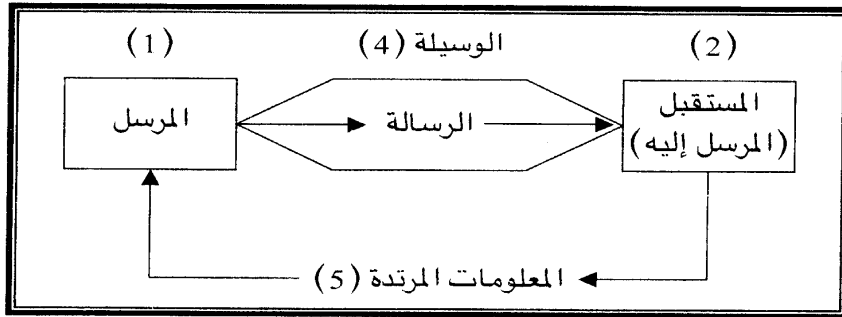 (1)
الوسيلة (4)
(2)
المرسل
الرسالة
المستقبل
(المرسل إليه)
المعلومات المرتدة (5)